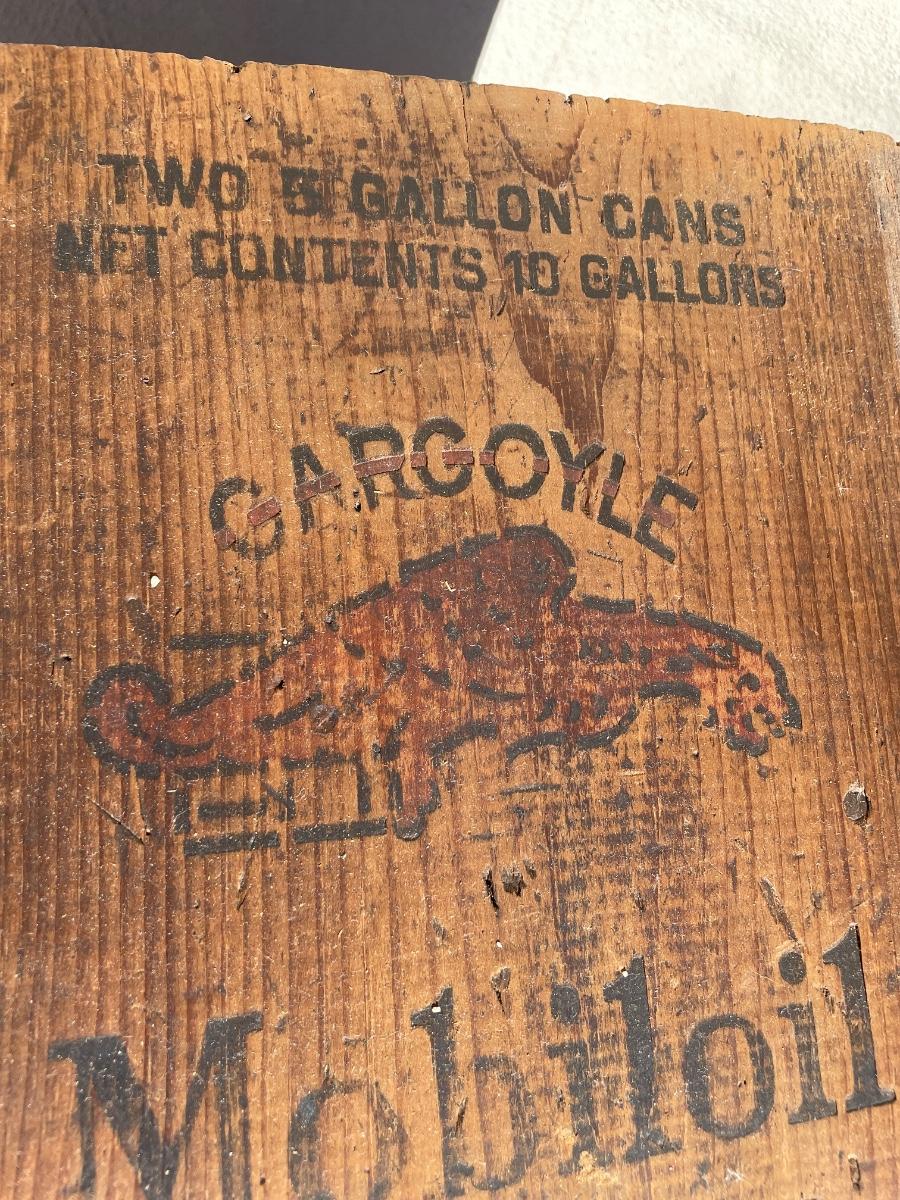 TWO 5 GALLON CANS
NET CONTENTS 10 GALLONS
GARGOYLE
Mobiloil